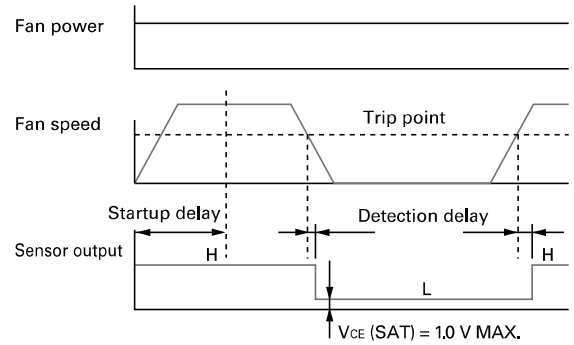 Fan power
Fan speed
Trip point
Startup delay
Detection delay
Sensor output
H
H
L
VCE (SAT) = 1.0 V MAX.